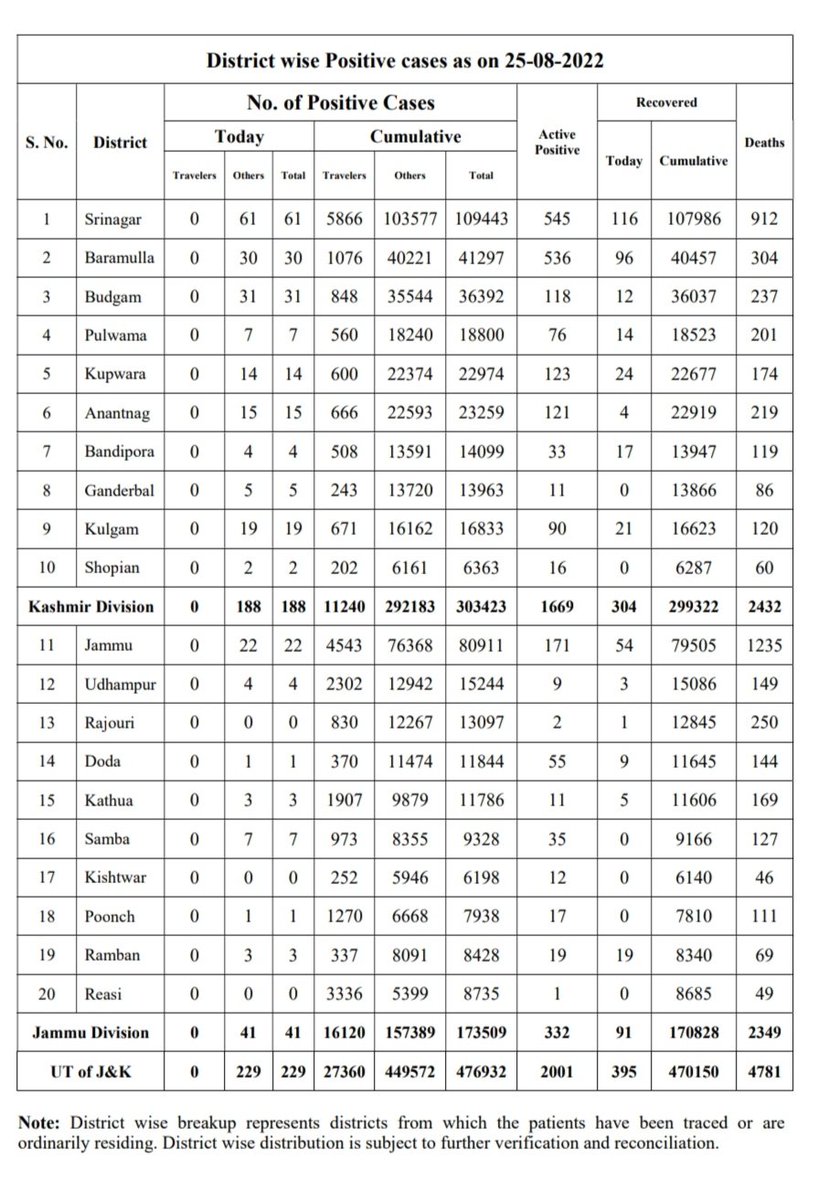 District wise Positive cases as on 25-08-2022
No. of Positive Cases
Recovered
S. No. District Today Cumulative Active Positive Deaths
Today Cumulative
Travelers Others Total Travelers Others Total
1 Srinagar 0 61 61 5866 103577 109443 545 116 107986 912
2 Baramulla 0 30 30 1076 40221 41297 536 96 40457 304
3 Budgam 0 31 31 848 35544 36392 118 12 36037 237
4 Pulwama 0 7 7 560 18240 18800 76 14 18523 201
5 Kupwara 0 14 14 600 22374 22974 123 24 22677 174
6 Anantnag 0 15 15 666 22593 23259 121 4 22919 219
7 Bandipora 0 4 4 508 13591 14099 33 17 13947 119
8 Ganderbal 0 5 5 243 13720 13963 11 0 13866 86
9 Kulgam 0 19 19 671 16162 16833 90 21 16623 120
10 Shopian 0 2 2 202 6161 6363 16 0 6287 60
Kashmir Division 0 188 188 11240 292183 303423 1669 304 299322 2432
11 Jammu 0 22 22 4543 76368 80911 171 54 79505 1235
12 Udhampur 0 4 4 2302 12942 15244 9 3 15086 149
13 Rajouri 0 0 0 830 12267 13097 2 1 12845 250
14 Doda 0 1 1 370 11474 11844 55 9 11645 144
15 Kathua 0 3 3 1907 9879 11786 11 5 11606 169
16 Samba 0 7 7 973 8355 9328 35 0 9166 127
17 Kishtwar 0 0 0 252 5946 6198 12 0 6140 46
18 Poonch 0 1 1 1270 6668 7938 17 0 7810 111
19 Ramban 0 3 3 337 8091 8428 19 19 8340 69
20 Reasi 0 0 0 3336 5399 8735 1 0 8685 49
Jammu Division 0 41 41 16120 157389 173509 332 91 170828 2349
UT of J&K 0 229 229 27360 449572 476932 2001 395 470150 4781
Note: District wise breakup represents districts from which the patients have been traced or are
ordinarily residing. District wise distribution is subject to further verification and reconciliation.